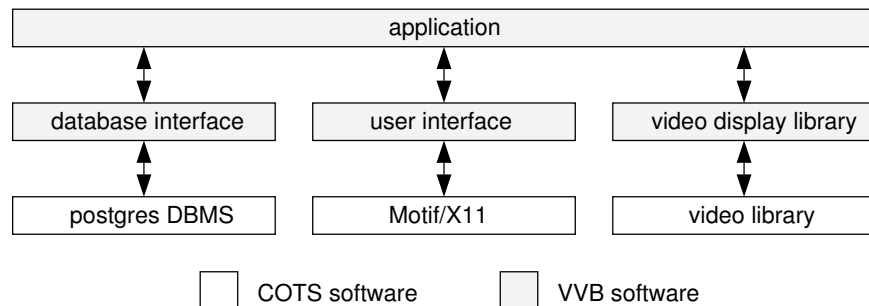 application
database interface
user interface
video display library
postgres DBMS
Motif/X11
video library
COTS software
VVB software